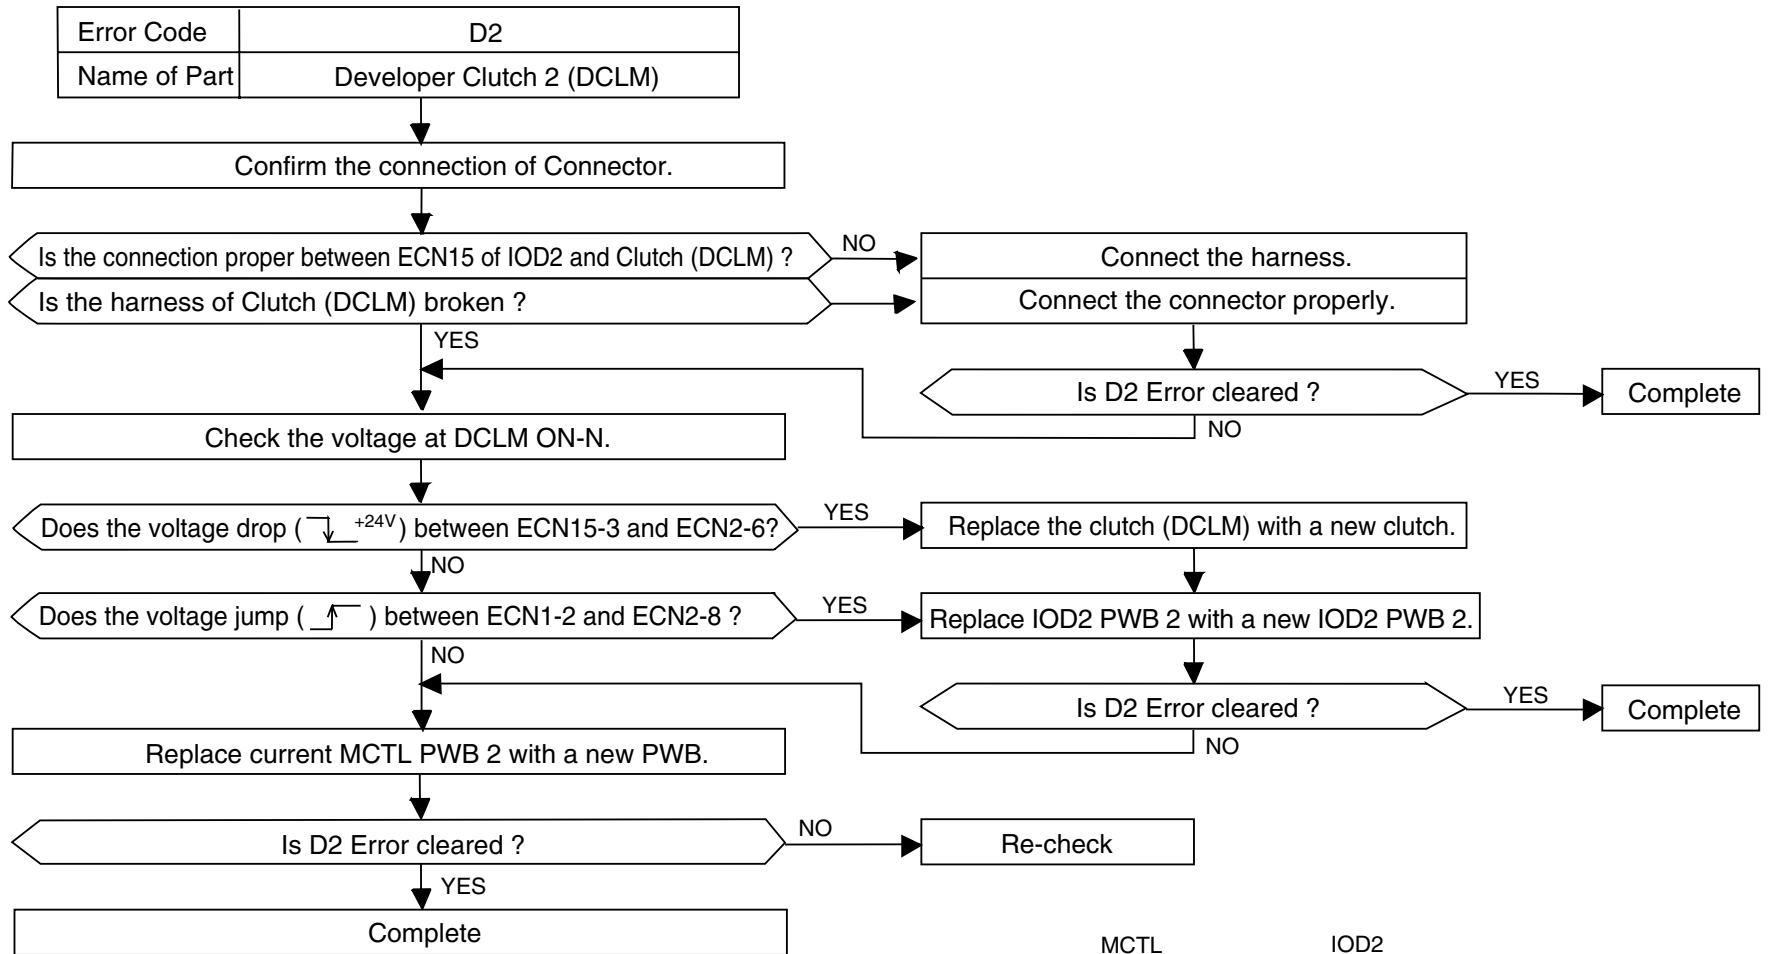 Error Code D2
Name of Part Developer Clutch 2 (DCLM)
Confirm the connection of Connector.
Is the connection proper between ECN15 of IOD2 and Clutch (DCLM) ?
NO
Connect the harness.
Is the harness of Clutch (DCLM) broken ?
Connect the connector properly.
YES
Is D2 Error cleared ?
YES
Complete
NO
Check the voltage at DCLM ON-N.
Does the voltage drop ( +24V ) between ECN15-3 and ECN2-6?
YES
Replace the clutch (DCLM) with a new clutch.
NO
Does the voltage jump ( ) between ECN1-2 and ECN2-8 ?
YES
Replace IOD2 PWB 2 with a new IOD2 PWB 2.
NO
Is D2 Error cleared ?
YES
Complete
NO
Replace current MCTL PWB 2 with a new PWB.
Is D2 Error cleared ?
NO
Re-check
YES
Complete
MCTL IOD2